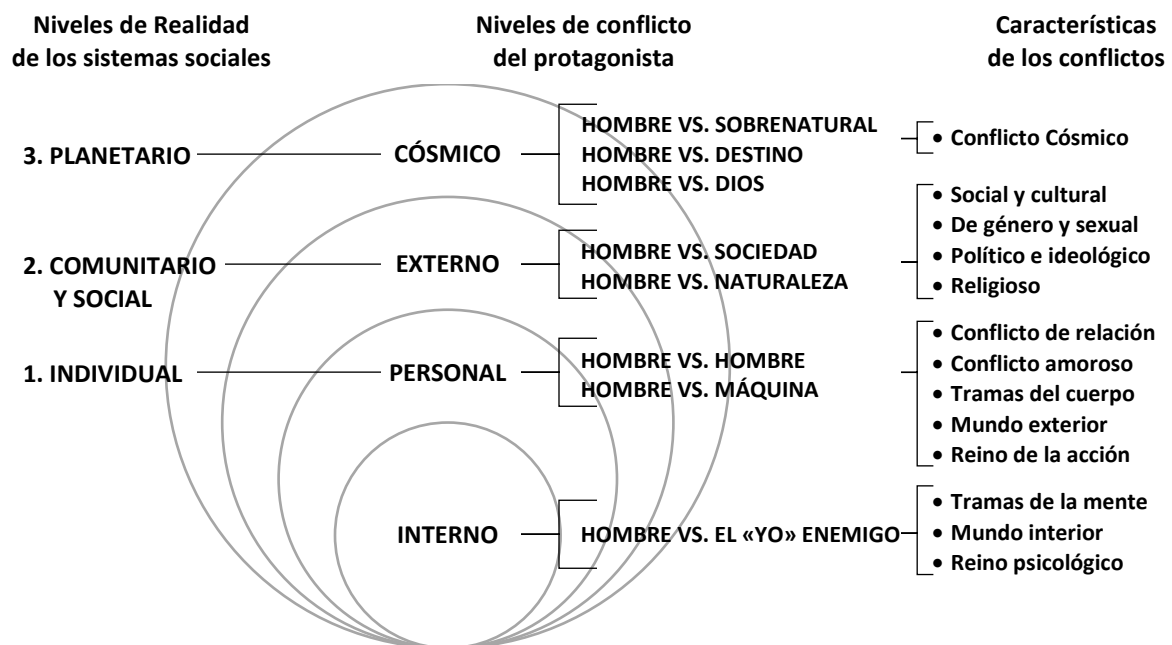 Niveles de Realidad
de los sistemas sociales
Niveles de conflicto
del protagonista
Características
de los conflictos
3. PLANETARIO
CÓSMICO
HOMBRE VS. SOBRENATURAL
HOMBRE VS. DESTINO
HOMBRE VS. DIOS
• Conflicto Cósmico
2. COMUNITARIO
Y SOCIAL
EXTERNO
HOMBRE VS. SOCIEDAD
HOMBRE VS. NATURALEZA
• Social y cultural
• De género y sexual
• Político e ideológico
• Religioso
1. INDIVIDUAL
PERSONAL
HOMBRE VS. HOMBRE
HOMBRE VS. MÁQUINA
• Conflicto de relación
• Conflicto amoroso
• Tramas del cuerpo
• Mundo exterior
• Reino de la acción
INTERNO
HOMBRE VS. EL «YO» ENEMIGO
• Tramas de la mente
• Mundo interior
• Reino psicológico